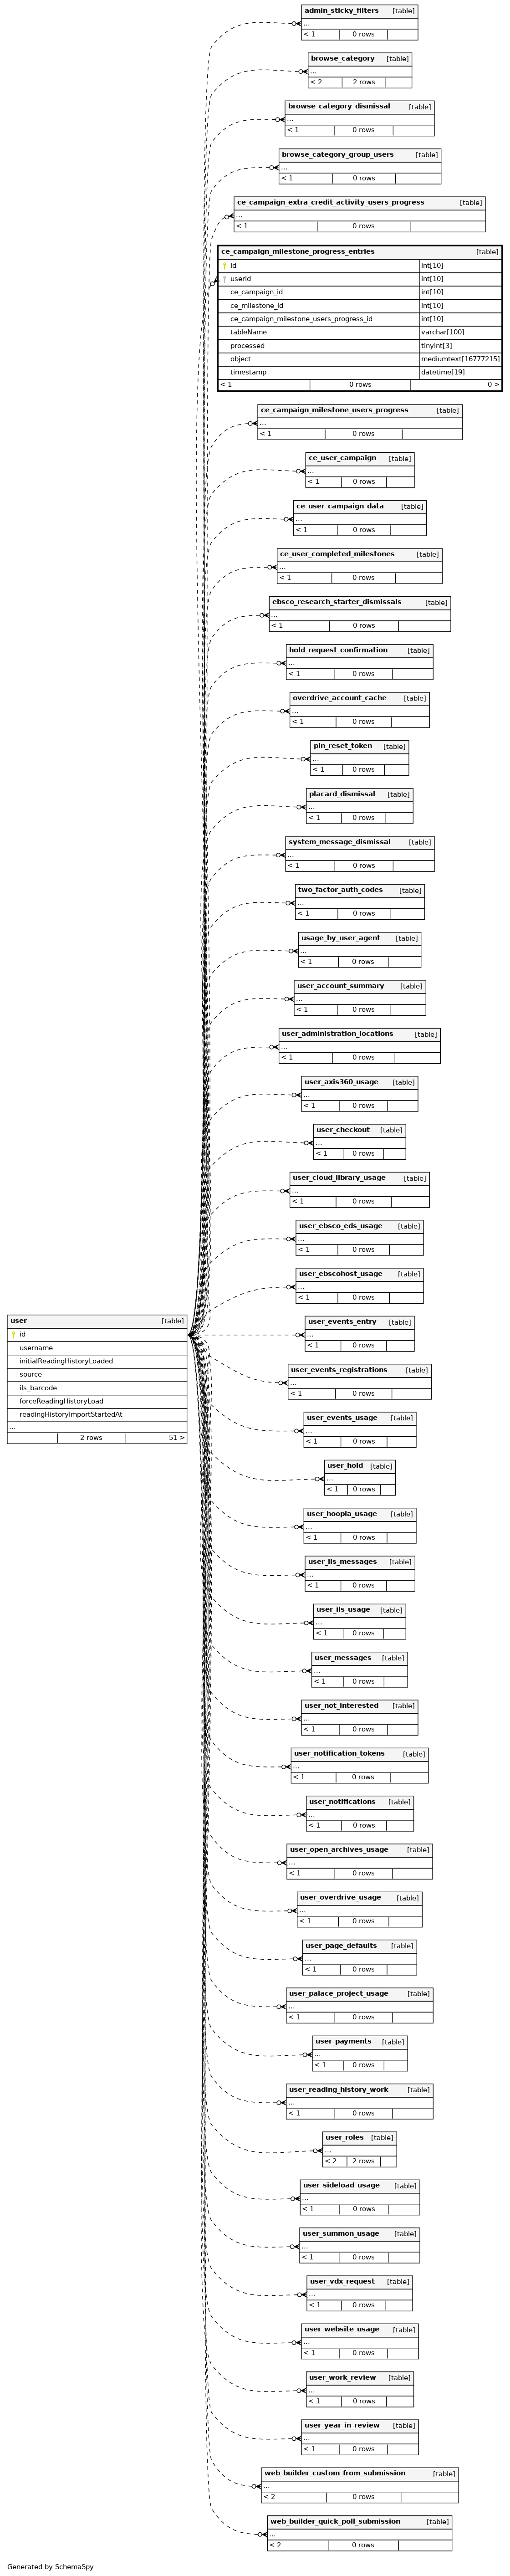 admin_sticky_filters [table]
...
< 1 0 rows
browse_category [table]
...
< 2 2 rows
browse_category_dismissal [table]
...
< 1 0 rows
browse_category_group_users [table]
...
< 1 0 rows
ce_campaign_extra_credit_activity_users_progress [table]
...
< 1 0 rows
ce_campaign_milestone_progress_entries [table]
id int[10]
userId int[10]
ce_campaign_id int[10]
ce_milestone_id int[10]
ce_campaign_milestone_users_progress_id int[10]
tableName varchar[100]
processed tinyint[3]
object mediumtext[16777215]
timestamp datetime[19]
< 1 0 rows 0 >
ce_campaign_milestone_users_progress [table]
...
< 1 0 rows
ce_user_campaign [table]
...
< 1 0 rows
ce_user_campaign_data [table]
...
< 1 0 rows
ce_user_completed_milestones [table]
...
< 1 0 rows
ebsco_research_starter_dismissals [table]
...
< 1 0 rows
hold_request_confirmation [table]
...
< 1 0 rows
overdrive_account_cache [table]
...
< 1 0 rows
pin_reset_token [table]
...
< 1 0 rows
placard_dismissal [table]
...
< 1 0 rows
system_message_dismissal [table]
...
< 1 0 rows
two_factor_auth_codes [table]
...
< 1 0 rows
usage_by_user_agent [table]
...
< 1 0 rows
user_account_summary [table]
...
< 1 0 rows
user_administration_locations [table]
...
< 1 0 rows
user_axis360_usage [table]
...
< 1 0 rows
user_checkout [table]
...
< 1 0 rows
user_cloud_library_usage [table]
...
< 1 0 rows
user_ebsco_eds_usage [table]
...
< 1 0 rows
user_ebscohost_usage [table]
...
< 1 0 rows
user [table]
id
username
initialReadingHistoryLoaded
source
ils_barcode
forceReadingHistoryLoad
readingHistoryImportStartedAt
...
2 rows 51 >
user_events_entry [table]
...
< 1 0 rows
user_events_registrations [table]
...
< 1 0 rows
user_events_usage [table]
...
< 1 0 rows
user_hold [table]
...
< 1 0 rows
user_hoopla_usage [table]
...
< 1 0 rows
user_ils_messages [table]
...
< 1 0 rows
user_ils_usage [table]
...
< 1 0 rows
user_messages [table]
...
< 1 0 rows
user_not_interested [table]
...
< 1 0 rows
user_notification_tokens [table]
...
< 1 0 rows
user_notifications [table]
...
< 1 0 rows
user_open_archives_usage [table]
...
< 1 0 rows
user_overdrive_usage [table]
...
< 1 0 rows
user_page_defaults [table]
...
< 1 0 rows
user_palace_project_usage [table]
...
< 1 0 rows
user_payments [table]
...
< 1 0 rows
user_reading_history_work [table]
...
< 1 0 rows
user_roles [table]
...
< 2 2 rows
user_sideload_usage [table]
...
< 1 0 rows
user_summon_usage [table]
...
< 1 0 rows
user_vdx_request [table]
...
< 1 0 rows
user_website_usage [table]
...
< 1 0 rows
user_work_review [table]
...
< 1 0 rows
user_year_in_review [table]
...
< 1 0 rows
web_builder_custom_from_submission [table]
...
< 2 0 rows
web_builder_quick_poll_submission [table]
...
< 2 0 rows
Generated by SchemaSpy